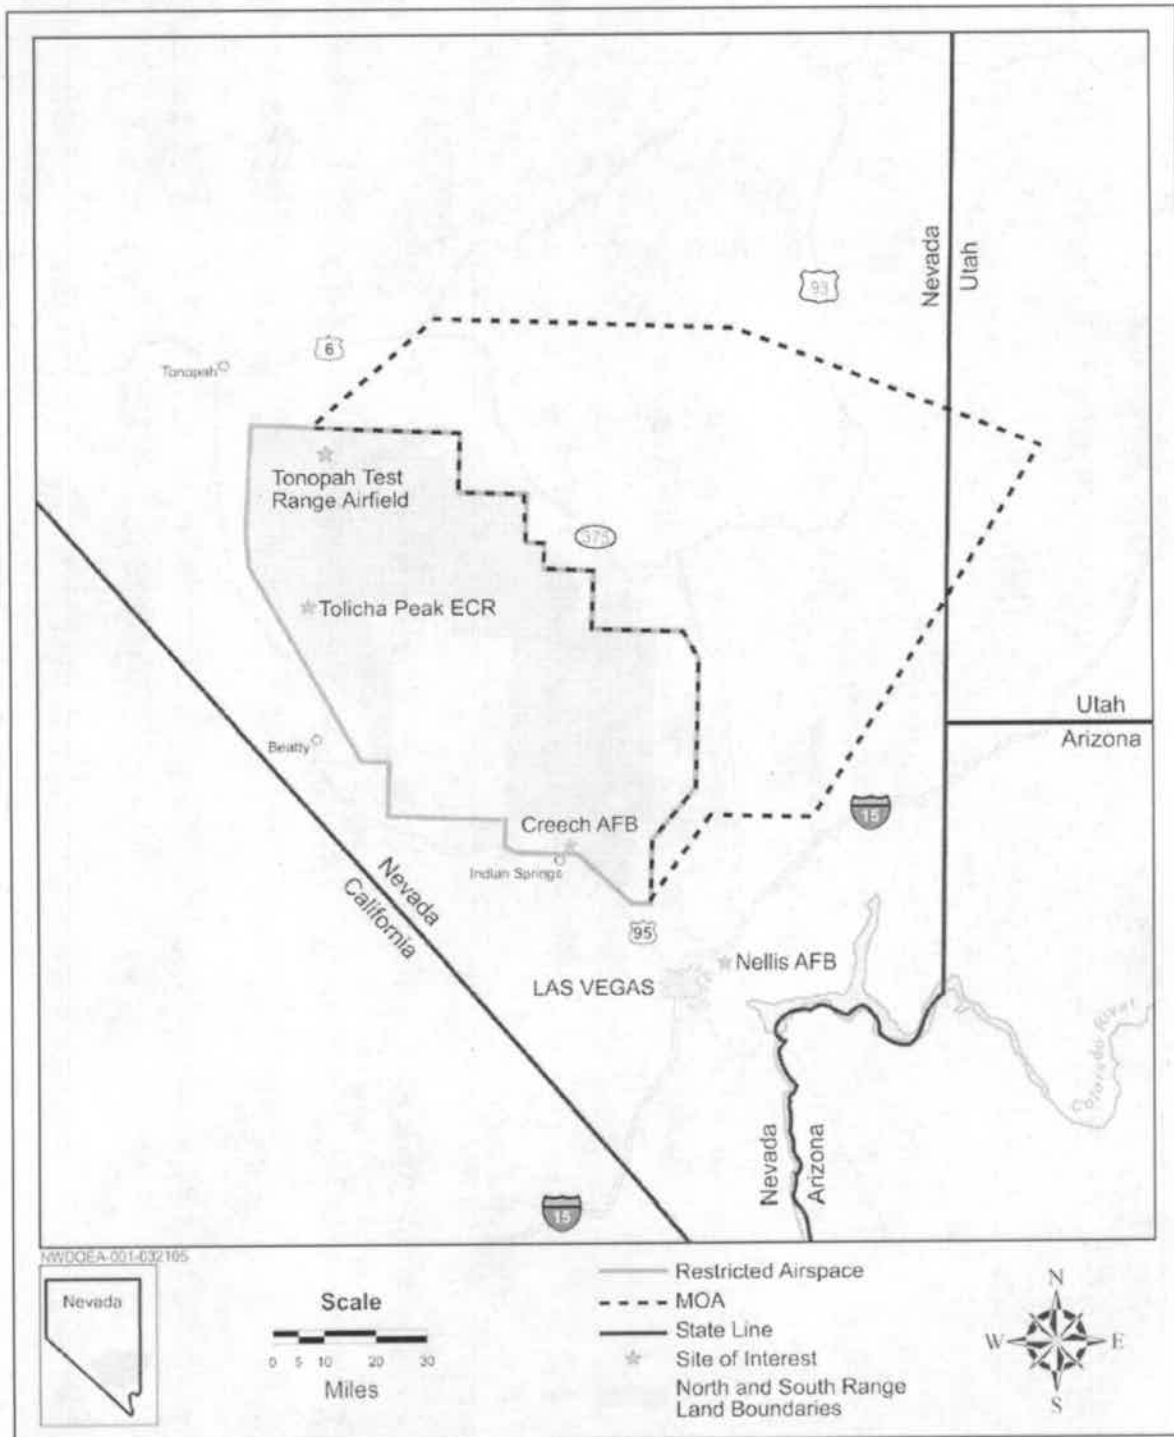 Nevada
Utah
93
6
Tonopah
Tonopah Test
Range Airfield
375
Tolicha Peak ECR
Utah
Arizona
Beatty
15
Creech AFB
Indian Springs
Nevada
California
95
Nellis AFB
LAS VEGAS
Colorado River
Nevada
Arizona
15
NWDOEA-001-032105
Nevada
Scale
0 5 10 20 30
Miles
Restricted Airspace
MOA
State Line
Site of Interest
North and South Range
Land Boundaries
N
W
E
S